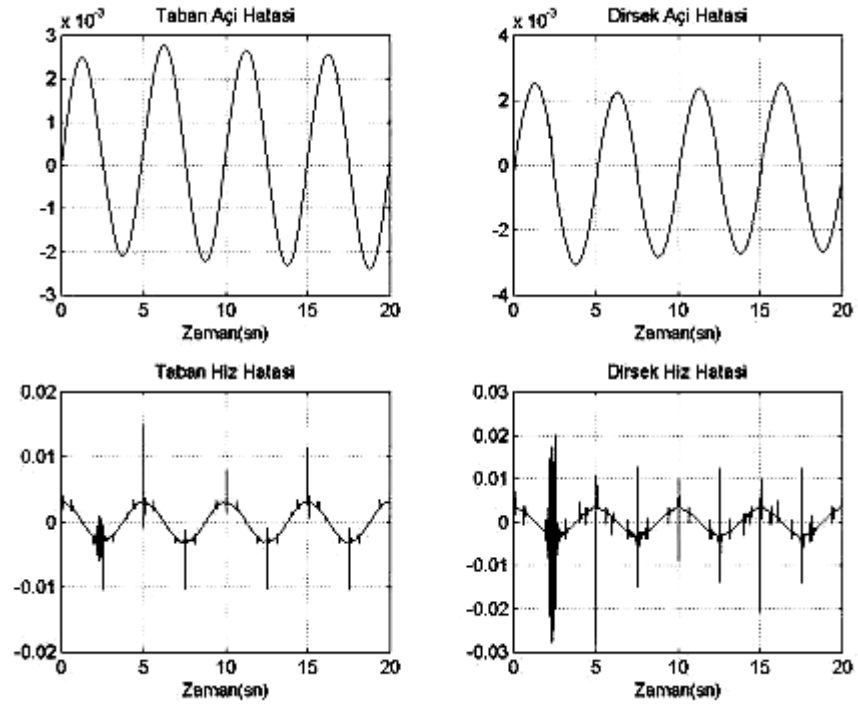 Taban Açi Hatasi
x 10⁻³
3
2
1
0
-1
-2
-3
0 5 10 15 20
Zaman(sn)
Dirsek Açi Hatasi
x 10⁻³
4
2
0
-2
-4
0 5 10 15 20
Zaman(sn)
Taban Hiz Hatasi
0.02
0.01
0
-0.01
-0.02
0 5 10 15 20
Zaman(sn)
Dirsek Hiz Hatasi
0.03
0.02
0.01
0
-0.01
-0.02
-0.03
0 5 10 15 20
Zaman(sn)